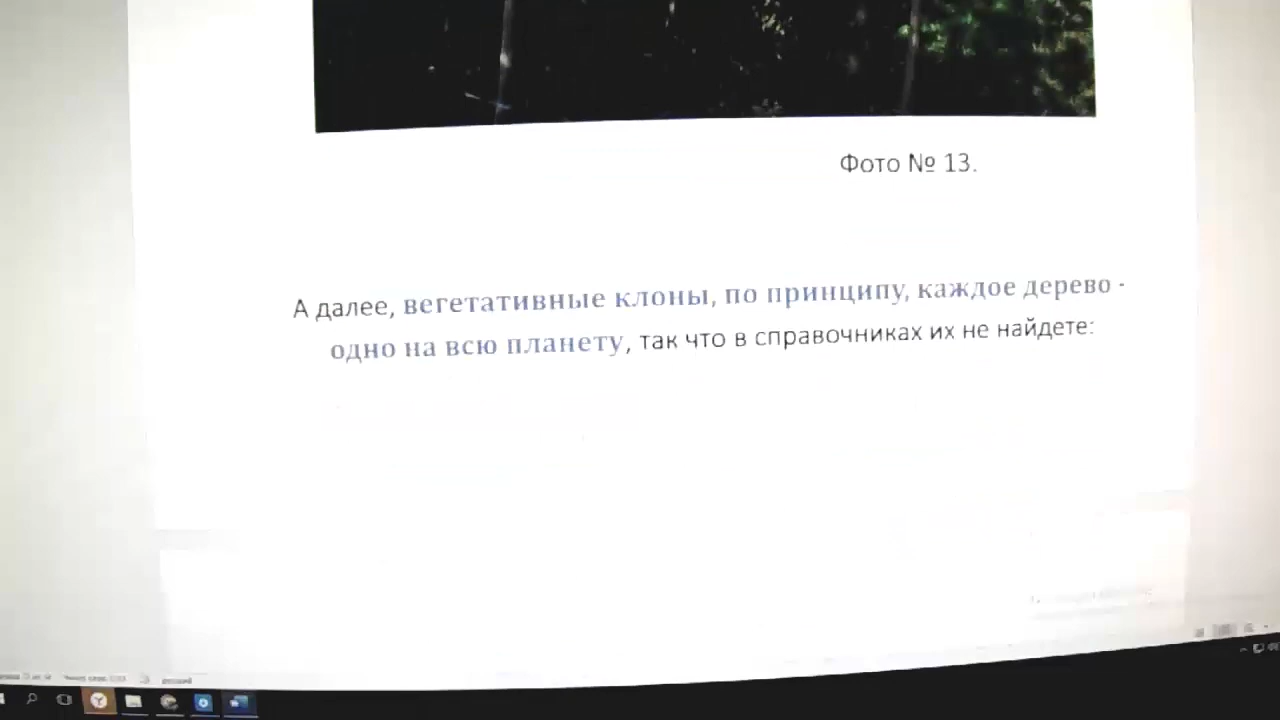 Фото № 13.
А далее, вегетативные клоны, по принципу, каждое дерево -
одно на всю планету, так что в справочниках их не найдете:
русский